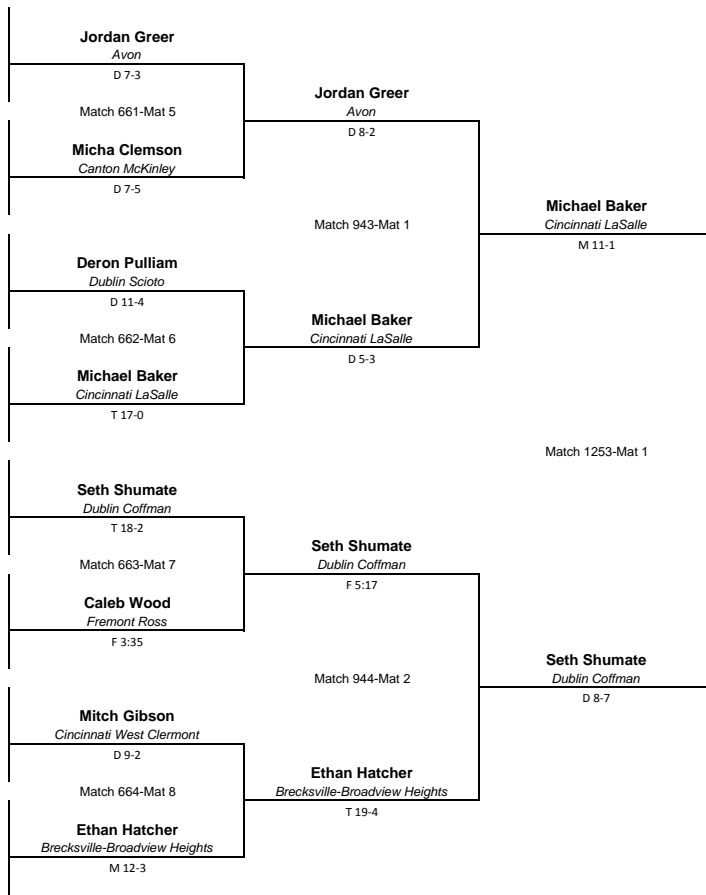 Jordan Greer
Avon
D 7-3
Match 661-Mat 5
Micha Clemson
Canton McKinley
D 7-5
Deron Pulliam
Dublin Scioto
D 11-4
Match 662-Mat 6
Michael Baker
Cincinnati LaSalle
T 17-0
Seth Shumate
Dublin Coffman
T 18-2
Match 663-Mat 7
Caleb Wood
Fremont Ross
F 3:35
Mitch Gibson
Cincinnati West Clermont
D 9-2
Match 664-Mat 8
Ethan Hatcher
Brecksville-Broadview Heights
M 12-3
Jordan Greer
Avon
D 8-2
Match 943-Mat 1
Michael Baker
Cincinnati LaSalle
D 5-3
Seth Shumate
Dublin Coffman
F 5:17
Match 944-Mat 2
Ethan Hatcher
Brecksville-Broadview Heights
T 19-4
Michael Baker
Cincinnati LaSalle
M 11-1
Match 1253-Mat 1
Seth Shumate
Dublin Coffman
D 8-7